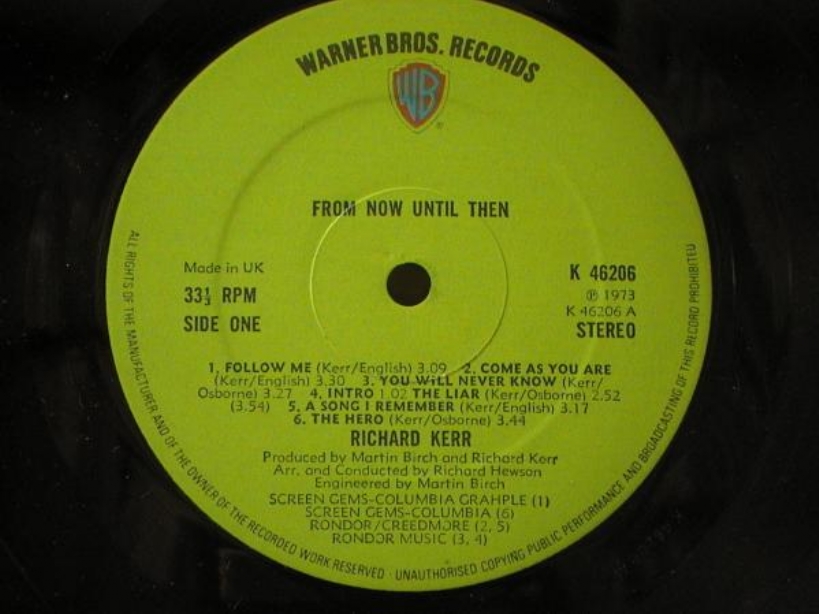 WARNER BROS. RECORDS
WB
FROM NOW UNTIL THEN
Made in UK
33⅓ RPM
SIDE ONE
K 46206
℗ 1973
K 46206 A
STEREO
1. FOLLOW ME (Kerr/English) 3.09 2. COME AS YOU ARE
(Kerr/English) 3.30 3. YOU WILL NEVER KNOW (Kerr/
Osborne) 3.27 4. INTRO 1.02 THE LIAR (Kerr/Osborne) 2.52
(3.54) 5. A SONG I REMEMBER (Kerr/English) 3.17
6. THE HERO (Kerr/Osborne) 3.44
RICHARD KERR
Produced by Martin Birch and Richard Kerr
Arr. and Conducted by Richard Hewson
Engineered by Martin Birch
SCREEN GEMS-COLUMBIA GRAHPLE (1)
SCREEN GEMS-COLUMBIA (6)
RONDOR/CREEDMORE (2, 5)
RONDOR MUSIC (3, 4)
ALL RIGHTS OF THE MANUFACTURER AND OF THE OWNER OF THE RECORDED WORK RESERVED · UNAUTHORISED COPYING PUBLIC PERFORMANCE AND BROADCASTING OF THIS RECORD PROHIBITED